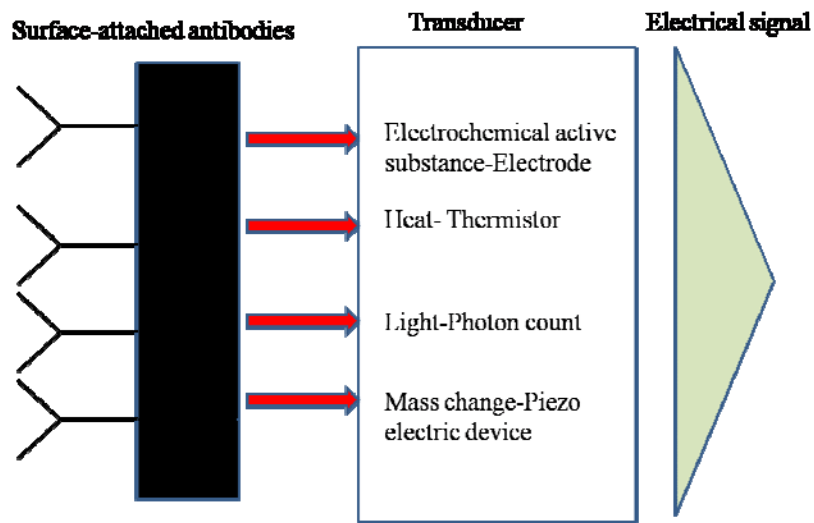 Surface-attached antibodies
Transducer
Electrical signal
Electrochemical active
substance-Electrode
Heat- Thermistor
Light-Photon count
Mass change-Piezo
electric device